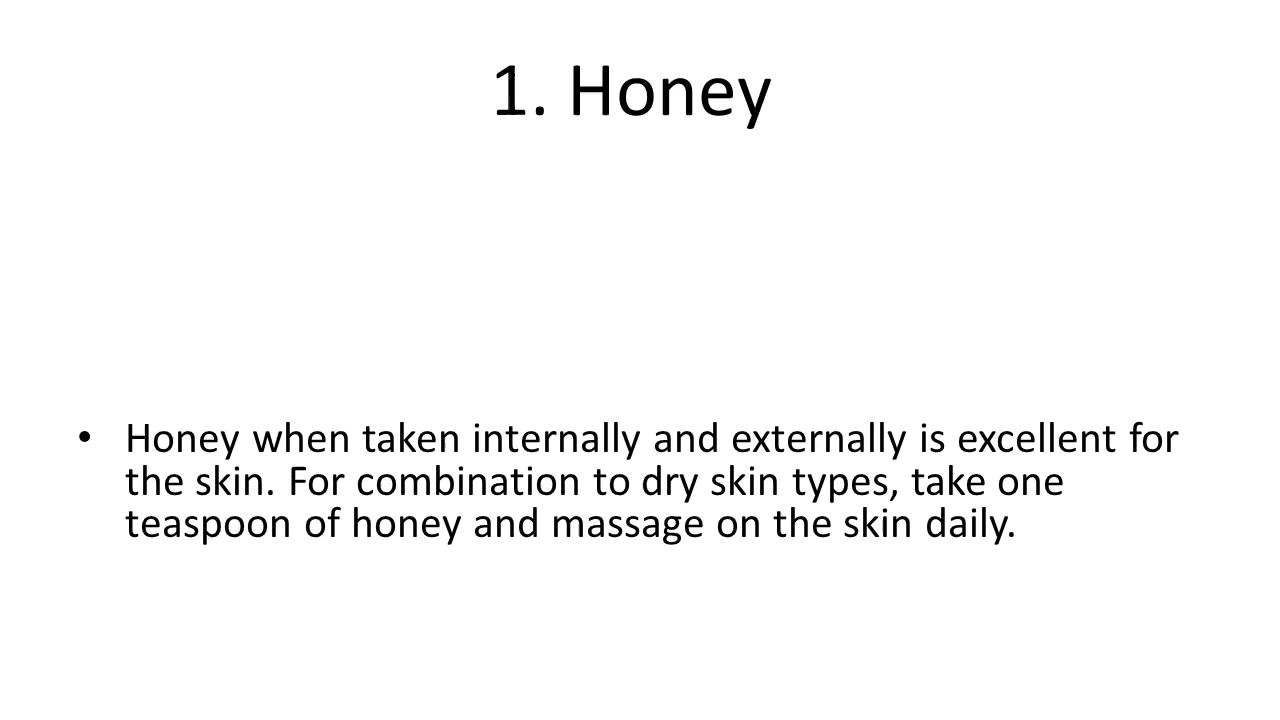 1. Honey
• Honey when taken internally and externally is excellent for
the skin. For combination to dry skin types, take one
teaspoon of honey and massage on the skin daily.